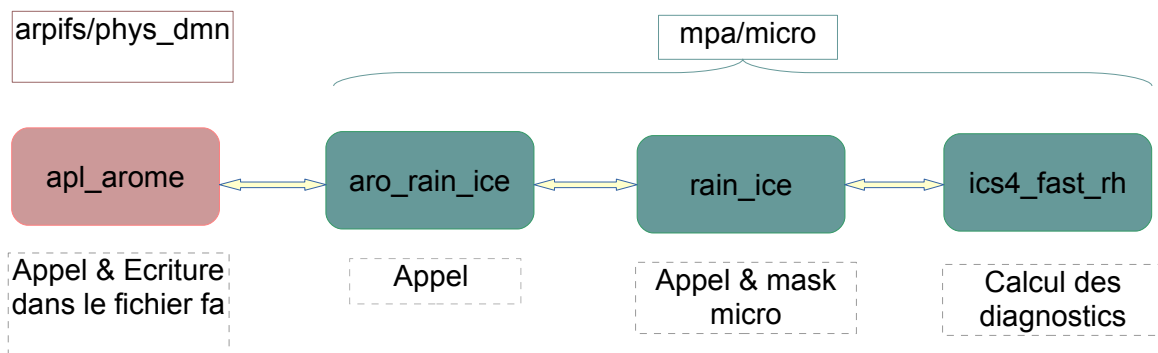 arpifs/phys_dmn
mpa/micro
apl_arome
aro_rain_ice
rain_ice
ics4_fast_rh
Appel & Ecriture
dans le fichier fa
Appel
Appel & mask
micro
Calcul des
diagnostics